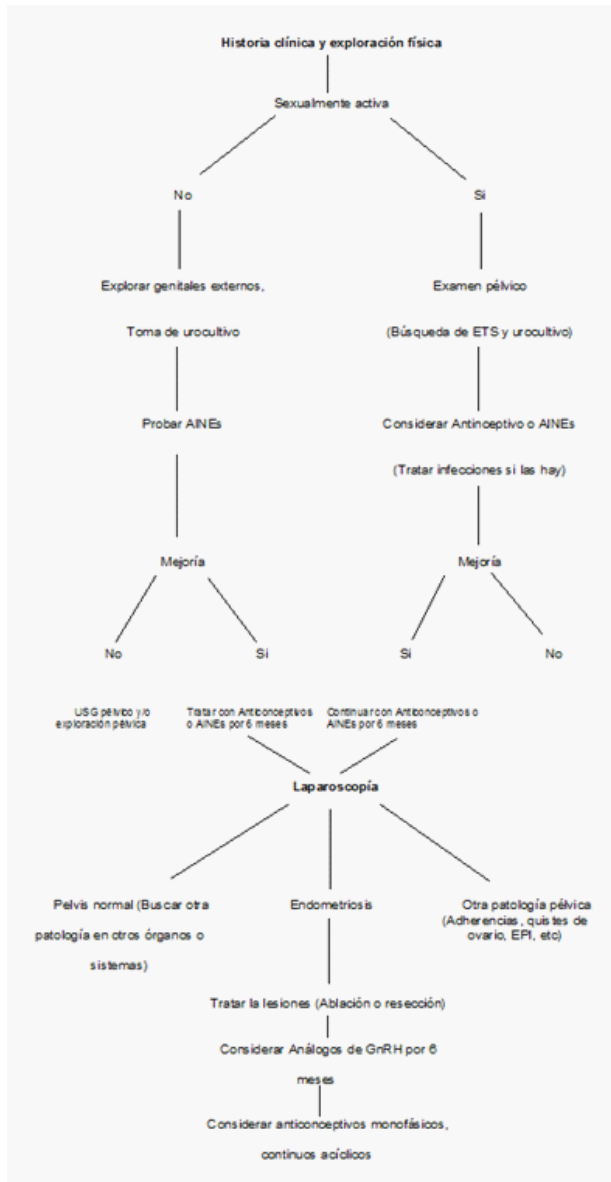 Historia clínica y exploración física
Sexualmente activa
No
Si
Explorar genitales externos,
Toma de urocultivo
Examen pélvico
(Búsqueda de ETS y urocultivo)
Probar AINEs
Considerar Antinceptivo o AINEs
(Tratar infecciones si las hay)
Mejoría
Mejoría
No
Si
Si
No
USG pélvico y/o
exploración pélvica
Tratar con Anticonceptivos
o AINEs por 6 meses
Continuar con Anticonceptivos o
AINEs por 6 meses
Laparoscopía
Pelvis normal (Buscar otra
patología en otros órganos o
sistemas)
Endometriosis
Otra patología pélvica
(Adherencias, quistes de
ovario, EPI, etc)
Tratar la lesiones (Ablación o resección)
Considerar Análogos de GnRH por 6
meses
Considerar anticonceptivos monofásicos,
continuos acíclicos